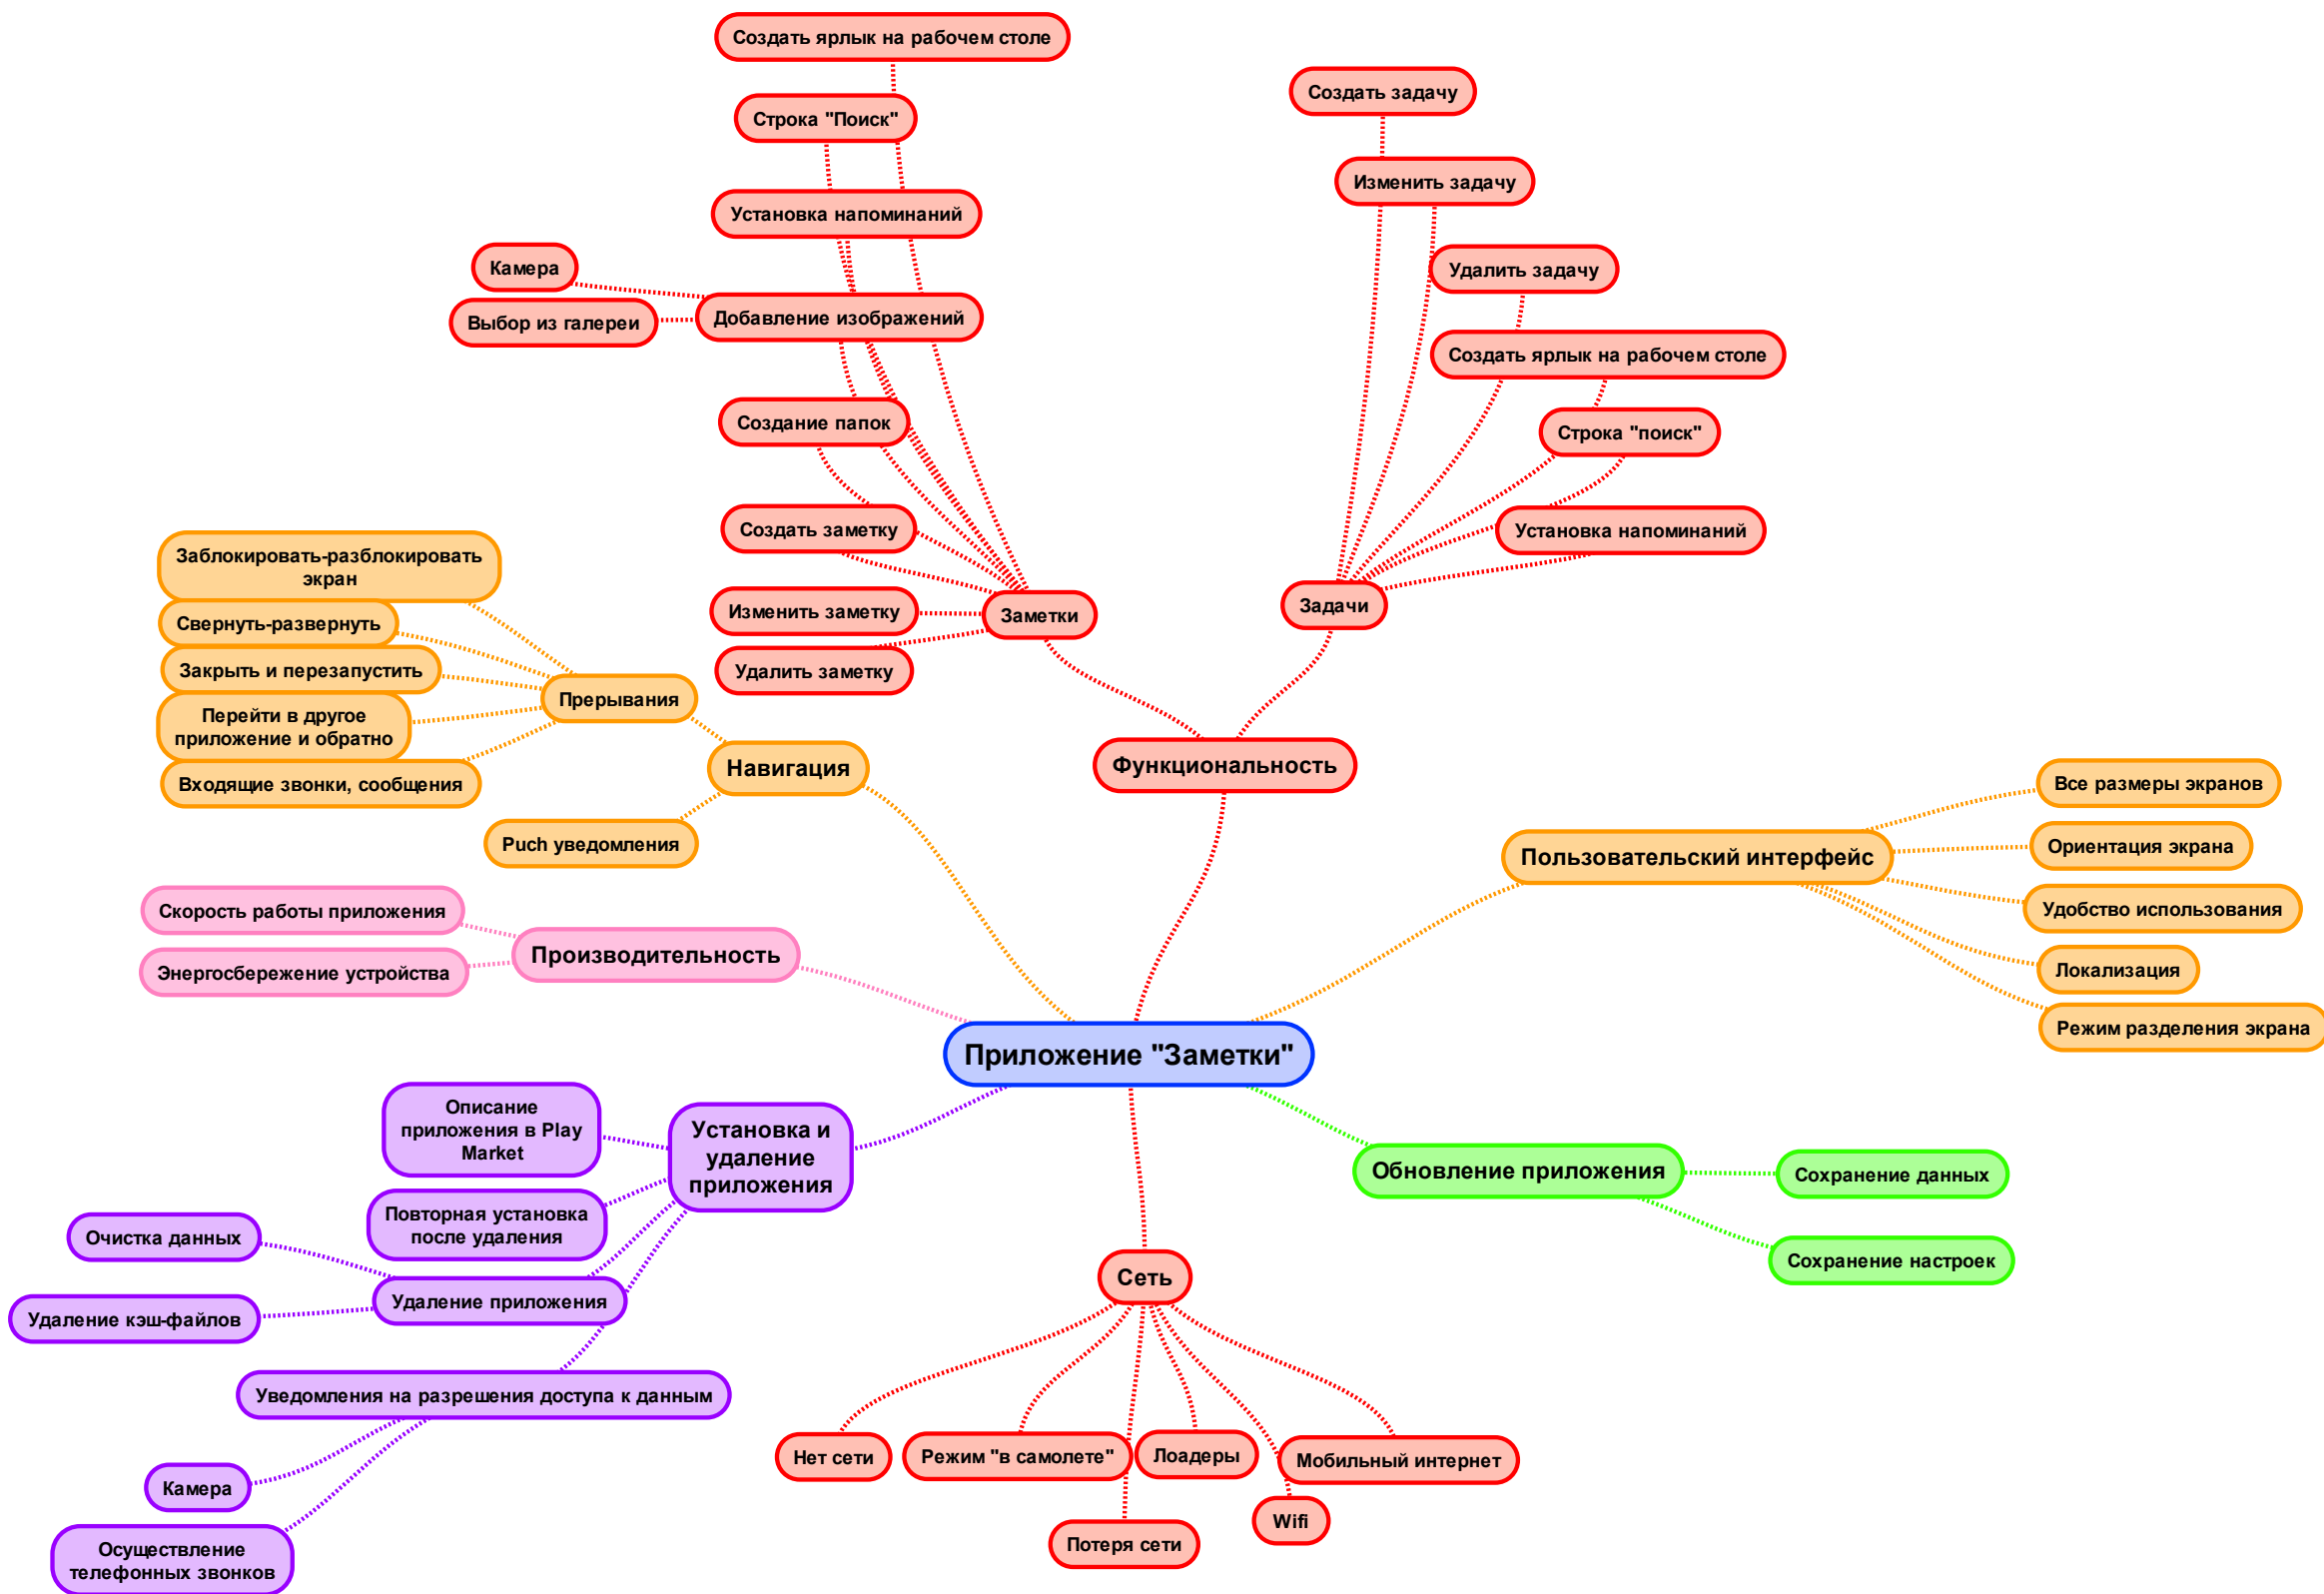 Создать ярлык на рабочем столе
Строка "Поиск"
Установка напоминаний
Камера
Выбор из галереи
Добавление изображений
Создание папок
Создать заметку
Изменить заметку
Удалить заметку
Заметки
Создать задачу
Изменить задачу
Удалить задачу
Создать ярлык на рабочем столе
Строка "поиск"
Установка напоминаний
Задачи
Функциональность
Заблокировать-разблокировать
экран
Свернуть-развернуть
Закрыть и перезапустить
Перейти в другое
приложение и обратно
Входящие звонки, сообщения
Прерывания
Навигация
Puch уведомления
Скорость работы приложения
Энергосбережение устройства
Производительность
Пользовательский интерфейс
Все размеры экранов
Ориентация экрана
Удобство использования
Локализация
Режим разделения экрана
Приложение "Заметки"
Описание
приложения в Play
Market
Установка и
удаление
приложения
Повторная установка
после удаления
Очистка данных
Удаление кэш-файлов
Удаление приложения
Уведомления на разрешения доступа к данным
Камера
Осуществление
телефонных звонков
Обновление приложения
Сохранение данных
Сохранение настроек
Сеть
Нет сети
Режим "в самолете"
Лоадеры
Мобильный интернет
Wifi
Потеря сети